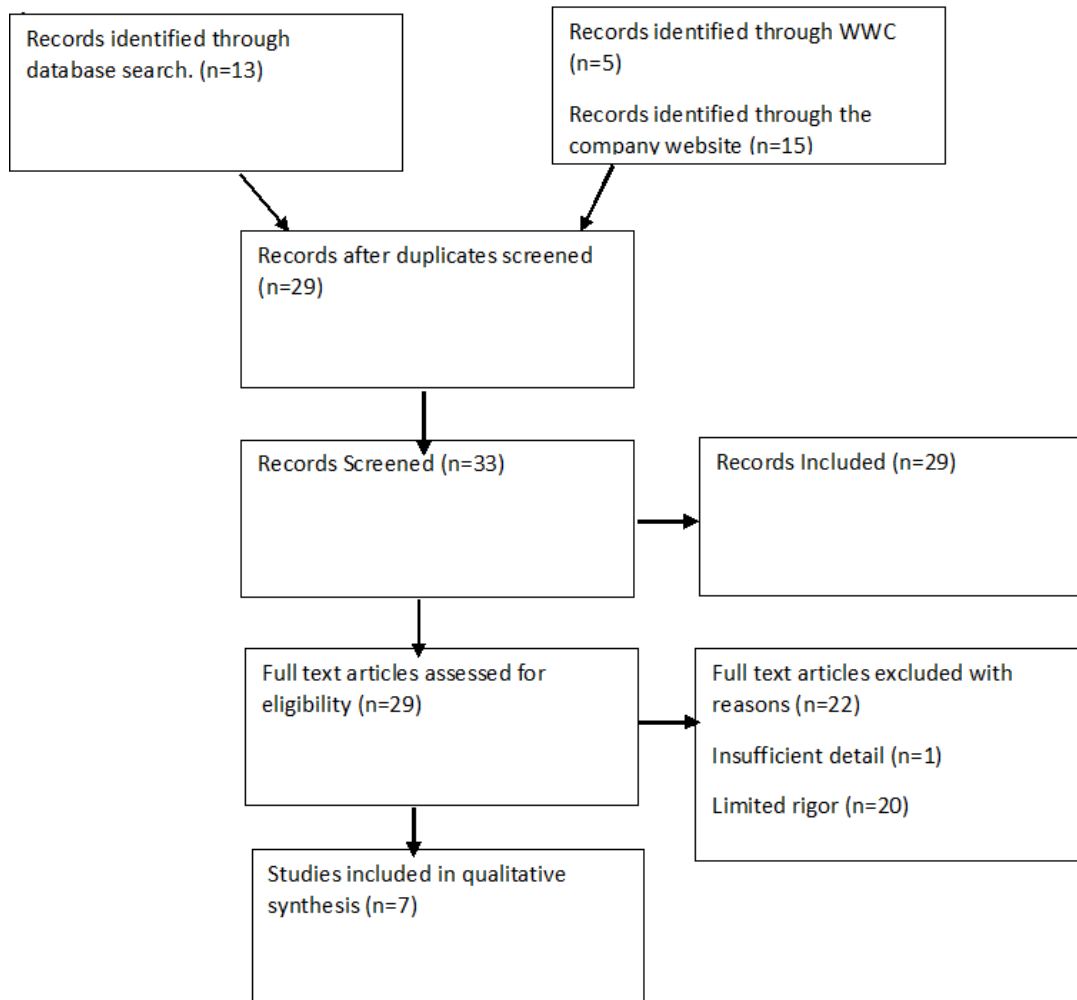 Records identified through
database search. (n=13)
Records identified through WWC
(n=5)
Records identified through the
company website (n=15)
Records after duplicates screened
(n=29)
Records Screened (n=33)
Records Included (n=29)
Full text articles assessed for
eligibility (n=29)
Full text articles excluded with
reasons (n=22)
Insufficient detail (n=1)
Limited rigor (n=20)
Studies included in qualitative
synthesis (n=7)